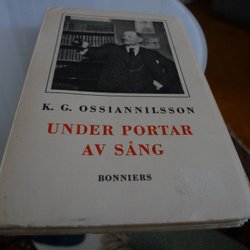 K. G. OSSIANNILSSON
UNDER PORTAR
AV SÅNG
BONNIERS